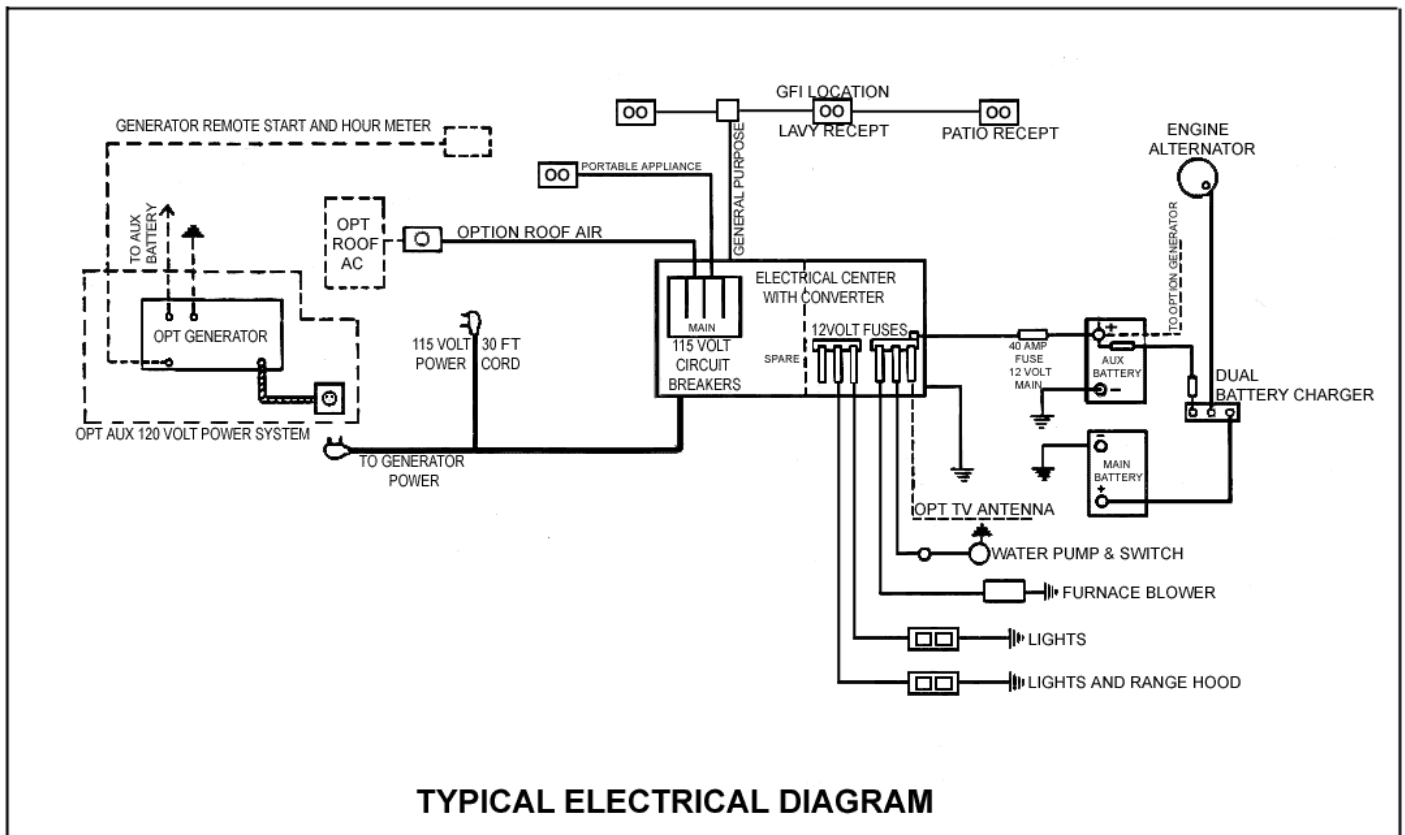 GFI LOCATION
LAVY RECEPT
PATIO RECEPT
GENERATOR REMOTE START AND HOUR METER
ENGINE
ALTERNATOR
PORTABLE APPLIANCE
GENERAL PURPOSE
TO AUX
BATTERY
OPT
ROOF
AC
OPTION ROOF AIR
TO OPTION GENERATOR
ELECTRICAL CENTER
WITH CONVERTER
OPT GENERATOR
MAIN
115 VOLT
CIRCUIT
BREAKERS
12VOLT FUSES
SPARE
115 VOLT
POWER
30 FT
CORD
40 AMP
FUSE
12 VOLT
MAIN
+
AUX
BATTERY
-
DUAL
BATTERY CHARGER
OPT AUX 120 VOLT POWER SYSTEM
TO GENERATOR
POWER
-
MAIN
BATTERY
+
OPT TV ANTENNA
WATER PUMP & SWITCH
FURNACE BLOWER
LIGHTS
LIGHTS AND RANGE HOOD
TYPICAL ELECTRICAL DIAGRAM